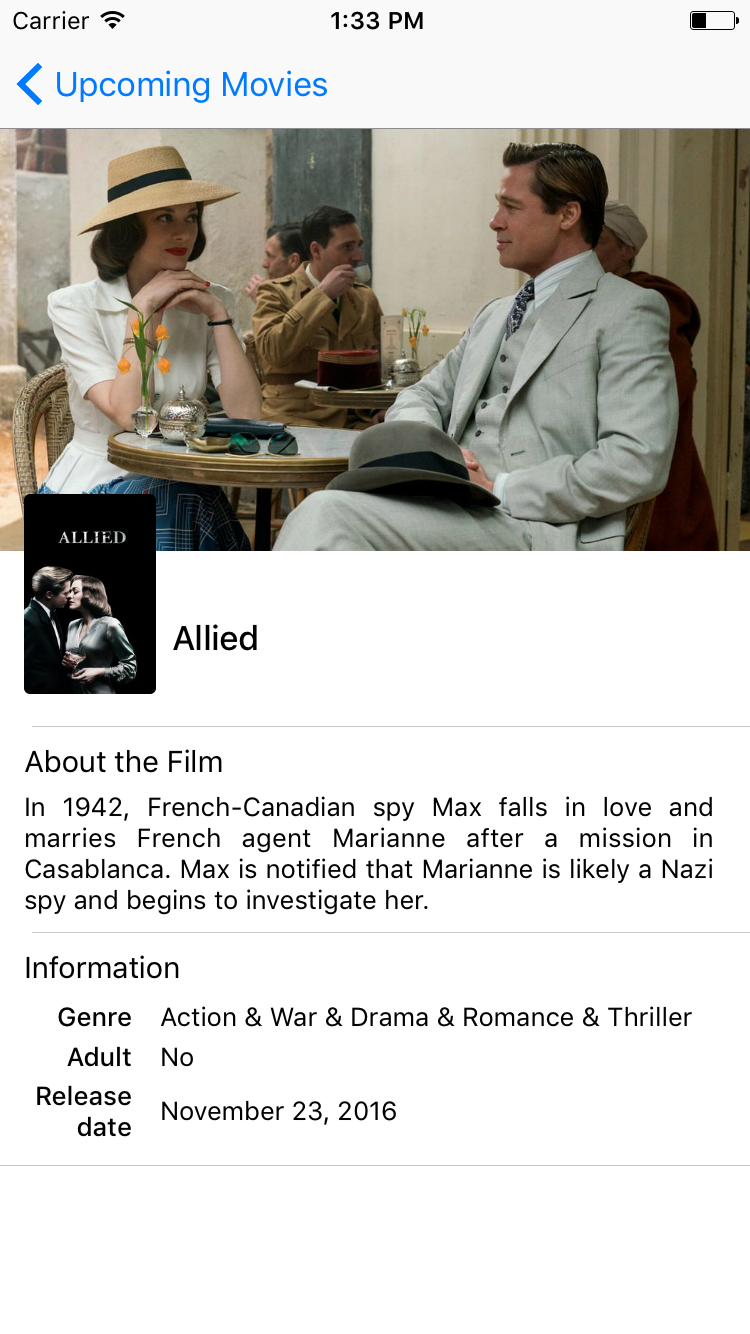 Carrier 1:33 PM
Upcoming Movies
ALLIED
Allied
About the Film
In 1942, French-Canadian spy Max falls in love and
marries French agent Marianne after a mission in
Casablanca. Max is notified that Marianne is likely a Nazi
spy and begins to investigate her.
Information
Genre Action & War & Drama & Romance & Thriller
Adult No
Release
date November 23, 2016